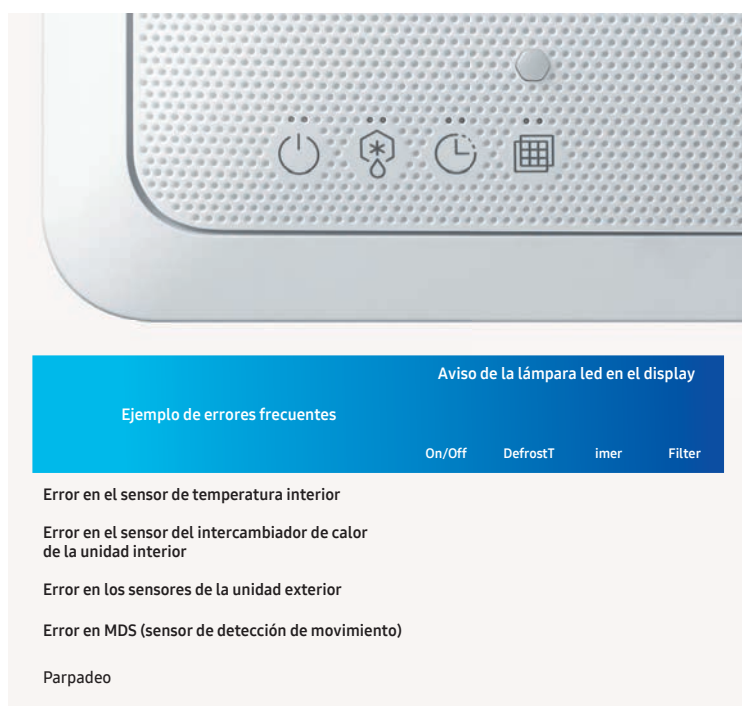 Aviso de la lámpara led en el display
Ejemplo de errores frecuentes
On/Off DefrostT imer Filter
Error en el sensor de temperatura interior
Error en el sensor del intercambiador de calor
de la unidad interior
Error en los sensores de la unidad exterior
Error en MDS (sensor de detección de movimiento)
Parpadeo